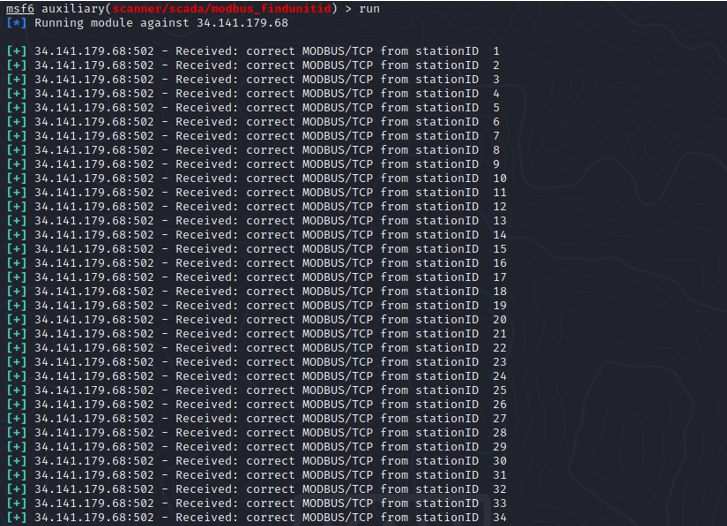 msf6 auxiliary(scanner/scada/modbus_findunitid) > run
[*] Running module against 34.141.179.68
[+] 34.141.179.68:502 - Received: correct MODBUS/TCP from stationID 1
[+] 34.141.179.68:502 - Received: correct MODBUS/TCP from stationID 2
[+] 34.141.179.68:502 - Received: correct MODBUS/TCP from stationID 3
[+] 34.141.179.68:502 - Received: correct MODBUS/TCP from stationID 4
[+] 34.141.179.68:502 - Received: correct MODBUS/TCP from stationID 5
[+] 34.141.179.68:502 - Received: correct MODBUS/TCP from stationID 6
[+] 34.141.179.68:502 - Received: correct MODBUS/TCP from stationID 7
[+] 34.141.179.68:502 - Received: correct MODBUS/TCP from stationID 8
[+] 34.141.179.68:502 - Received: correct MODBUS/TCP from stationID 9
[+] 34.141.179.68:502 - Received: correct MODBUS/TCP from stationID 10
[+] 34.141.179.68:502 - Received: correct MODBUS/TCP from stationID 11
[+] 34.141.179.68:502 - Received: correct MODBUS/TCP from stationID 12
[+] 34.141.179.68:502 - Received: correct MODBUS/TCP from stationID 13
[+] 34.141.179.68:502 - Received: correct MODBUS/TCP from stationID 14
[+] 34.141.179.68:502 - Received: correct MODBUS/TCP from stationID 15
[+] 34.141.179.68:502 - Received: correct MODBUS/TCP from stationID 16
[+] 34.141.179.68:502 - Received: correct MODBUS/TCP from stationID 17
[+] 34.141.179.68:502 - Received: correct MODBUS/TCP from stationID 18
[+] 34.141.179.68:502 - Received: correct MODBUS/TCP from stationID 19
[+] 34.141.179.68:502 - Received: correct MODBUS/TCP from stationID 20
[+] 34.141.179.68:502 - Received: correct MODBUS/TCP from stationID 21
[+] 34.141.179.68:502 - Received: correct MODBUS/TCP from stationID 22
[+] 34.141.179.68:502 - Received: correct MODBUS/TCP from stationID 23
[+] 34.141.179.68:502 - Received: correct MODBUS/TCP from stationID 24
[+] 34.141.179.68:502 - Received: correct MODBUS/TCP from stationID 25
[+] 34.141.179.68:502 - Received: correct MODBUS/TCP from stationID 26
[+] 34.141.179.68:502 - Received: correct MODBUS/TCP from stationID 27
[+] 34.141.179.68:502 - Received: correct MODBUS/TCP from stationID 28
[+] 34.141.179.68:502 - Received: correct MODBUS/TCP from stationID 29
[+] 34.141.179.68:502 - Received: correct MODBUS/TCP from stationID 30
[+] 34.141.179.68:502 - Received: correct MODBUS/TCP from stationID 31
[+] 34.141.179.68:502 - Received: correct MODBUS/TCP from stationID 32
[+] 34.141.179.68:502 - Received: correct MODBUS/TCP from stationID 33
[+] 34.141.179.68:502 - Received: correct MODBUS/TCP from stationID 34